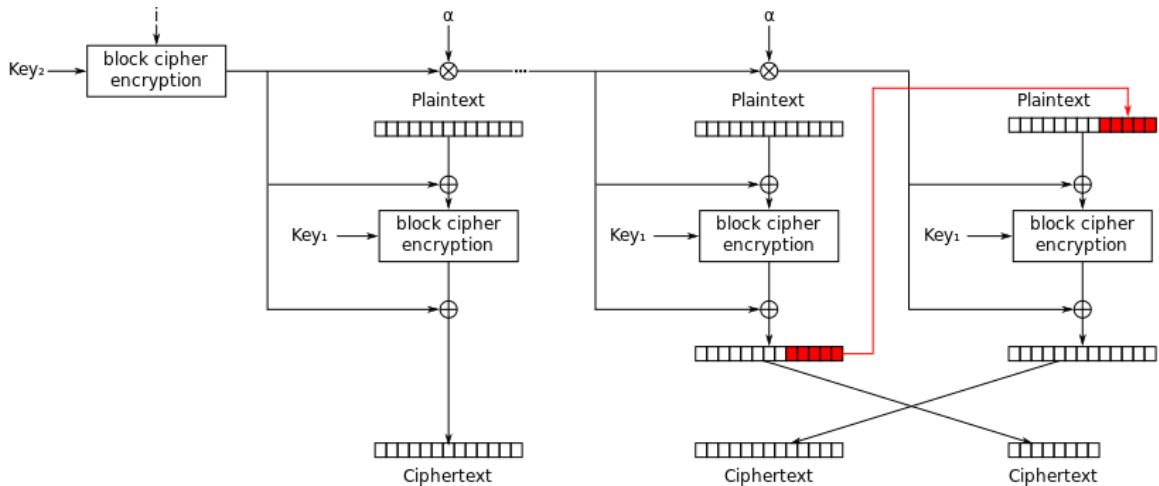 i
α
α
Key₂
block cipher
encryption
...
Plaintext
Plaintext
Plaintext
Key₁
block cipher
encryption
Key₁
block cipher
encryption
Key₁
block cipher
encryption
Ciphertext
Ciphertext
Ciphertext